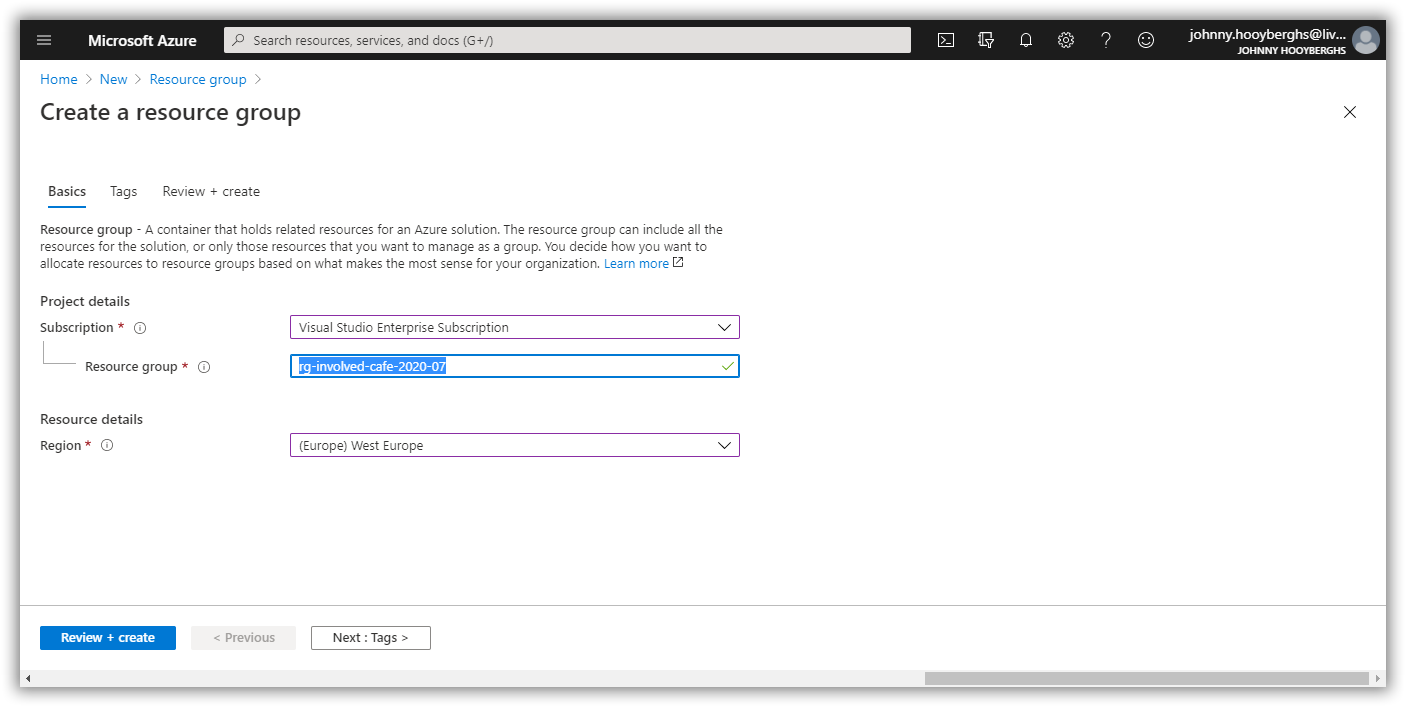 Microsoft Azure
Search resources, services, and docs (G+/)
johnny.hooyberghs@liv...
JOHNNY HOOYBERGHS
Home > New > Resource group >
Create a resource group
Basics Tags Review + create
Resource group - A container that holds related resources for an Azure solution. The resource group can include all the
resources for the solution, or only those resources that you want to manage as a group. You decide how you want to
allocate resources to resource groups based on what makes the most sense for your organization. Learn more
Project details
Subscription * Visual Studio Enterprise Subscription
Resource group * rg-involved-cafe-2020-07
Resource details
Region * (Europe) West Europe
Review + create < Previous Next : Tags >